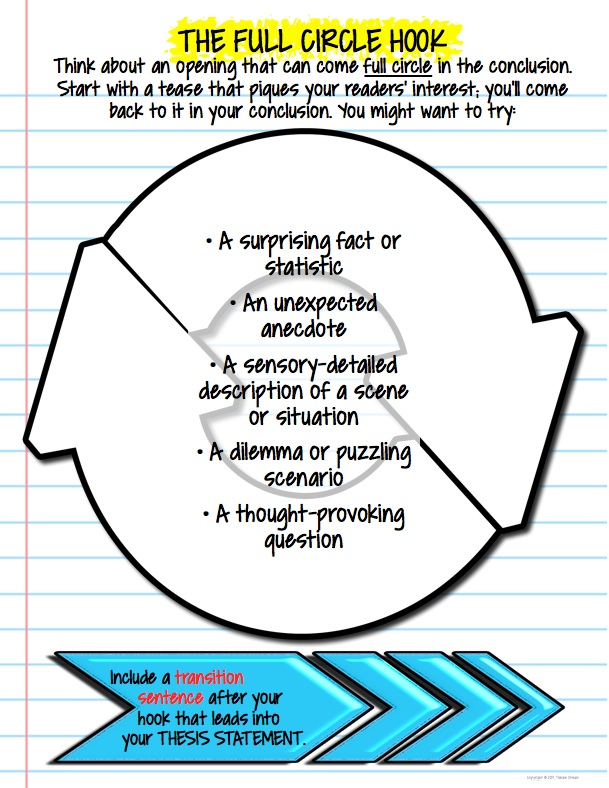 THE FULL CIRCLE HOOK
Think about an opening that can come full circle in the conclusion.
Start with a tease that piques your readers' interest; you'll come
back to it in your conclusion. You might want to try:
• A surprising fact or
statistic
• An unexpected
anecdote
• A sensory-detailed
description of a scene
or situation
• A dilemma or puzzling
scenario
• A thought-provoking
question
Include a transition
sentence after your
hook that leads into
your THESIS STATEMENT.